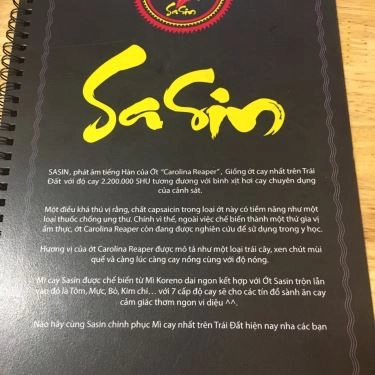 SaSin
SaSin
SASIN, phát âm tiếng Hàn của Ớt "Carolina Reaper", Giống ớt cay nhất trên Trái
Đất với độ cay 2.200.000 SHU tương đương với bình xịt hơi cay chuyên dụng
của cảnh sát.
Một điều khá thú vị rằng, chất capsaicin trong loại ớt này có tiềm năng như một
loại thuốc chống ung thư. Chính vì thế, ngoài việc chế biến thành một thứ gia vị
ẩm thực, ớt Carolina Reaper còn đang được nghiên cứu để sử dụng trong y học.
Hương vị của ớt Carolina Reaper được mô tả như một loại trái cây, xen chút mùi
quế và càng lúc càng cay nồng cùng với độ nóng.
Mì cay Sasin được chế biến từ Mì Koreno dai ngon kết hợp với Ớt Sasin trộn lẫn
vào đó là Tôm, Mực, Bò, Kim chi... với 7 cấp độ cay sẽ cho các tín đồ sành ăn cay
cảm giác thơm ngon vi diệu ^^.
Nào hãy cùng Sasin chinh phục Mì cay nhất trên Trái Đất hiện nay nha các bạn